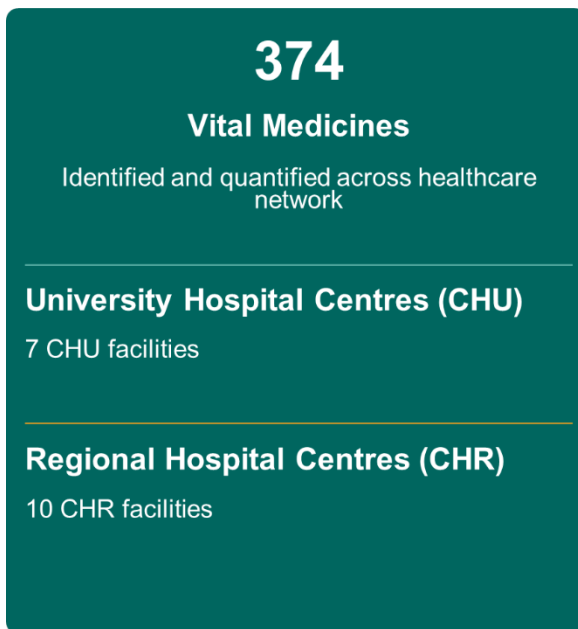 374
Vital Medicines
Identified and quantified across healthcare
network
University Hospital Centres (CHU)
7 CHU facilities
Regional Hospital Centres (CHR)
10 CHR facilities